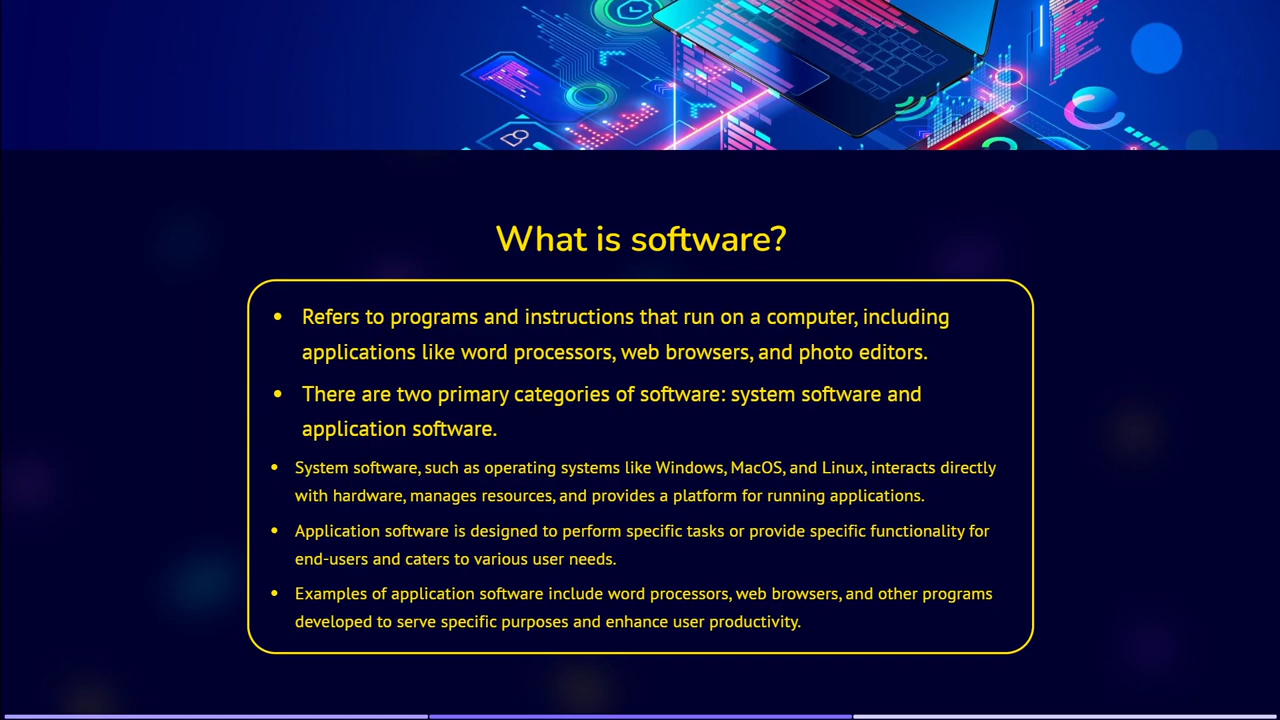 What is software?
• Refers to programs and instructions that run on a computer, including
applications like word processors, web browsers, and photo editors.
• There are two primary categories of software: system software and
application software.
• System software, such as operating systems like Windows, MacOS, and Linux, interacts directly
with hardware, manages resources, and provides a platform for running applications.
• Application software is designed to perform specific tasks or provide specific functionality for
end-users and caters to various user needs.
• Examples of application software include word processors, web browsers, and other programs
developed to serve specific purposes and enhance user productivity.